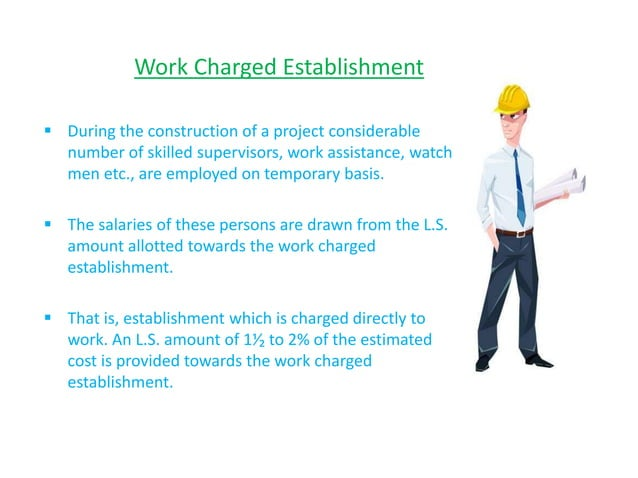 Work Charged Establishment
▪ During the construction of a project considerable
number of skilled supervisors, work assistance, watch
men etc., are employed on temporary basis.
▪ The salaries of these persons are drawn from the L.S.
amount allotted towards the work charged
establishment.
▪ That is, establishment which is charged directly to
work. An L.S. amount of 1½ to 2% of the estimated
cost is provided towards the work charged
establishment.